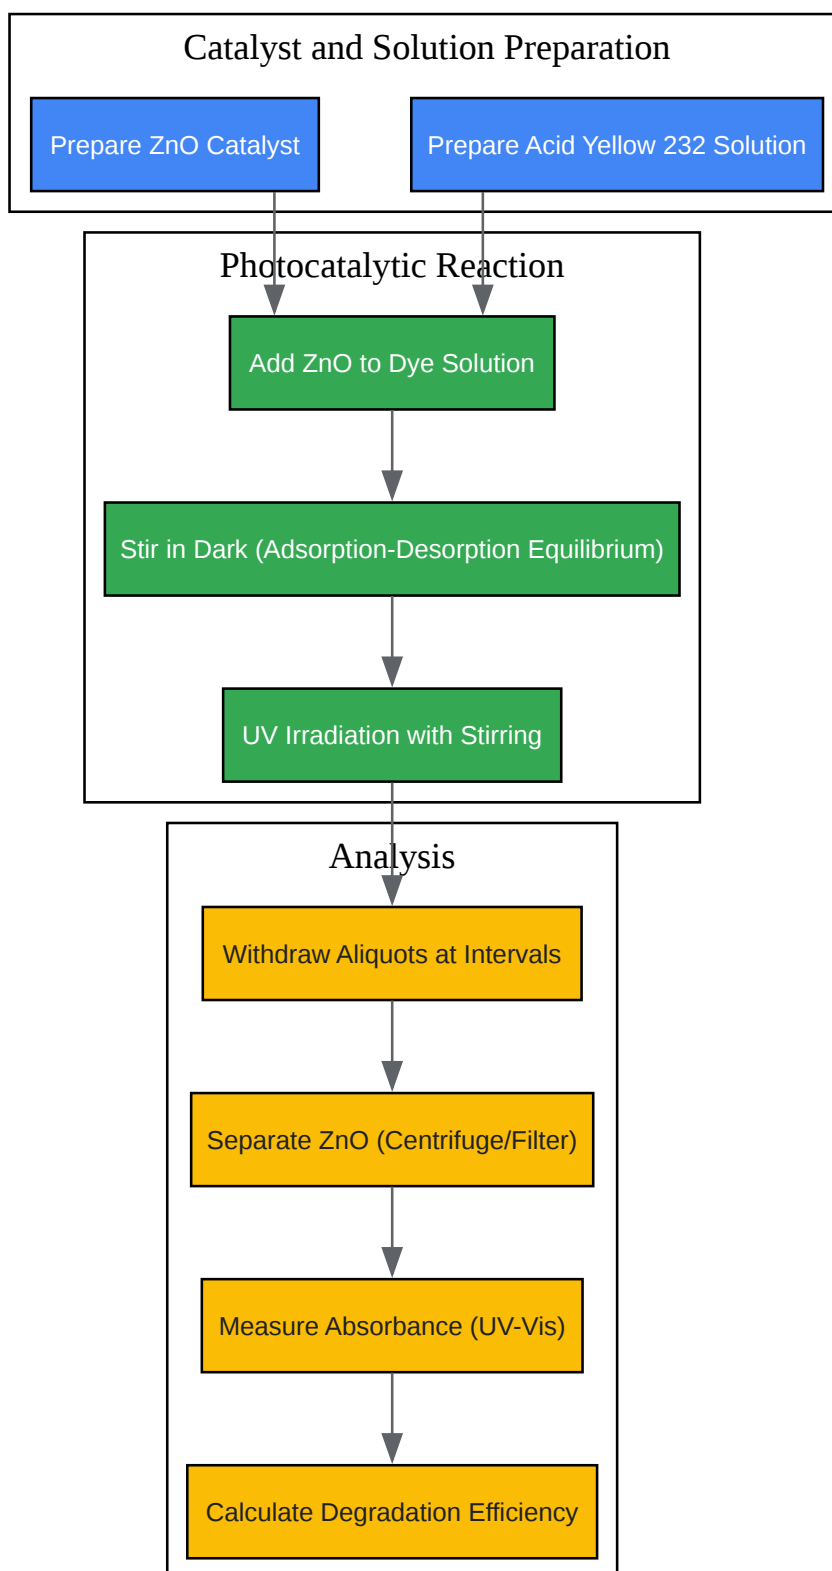 Catalyst and Solution Preparation
Prepare ZnO Catalyst
Prepare Acid Yellow 232 Solution
Photocatalytic Reaction
Add ZnO to Dye Solution
Stir in Dark (Adsorption-Desorption Equilibrium)
UV Irradiation with Stirring
Analysis
Withdraw Aliquots at Intervals
Separate ZnO (Centrifuge/Filter)
Measure Absorbance (UV-Vis)
Calculate Degradation Efficiency